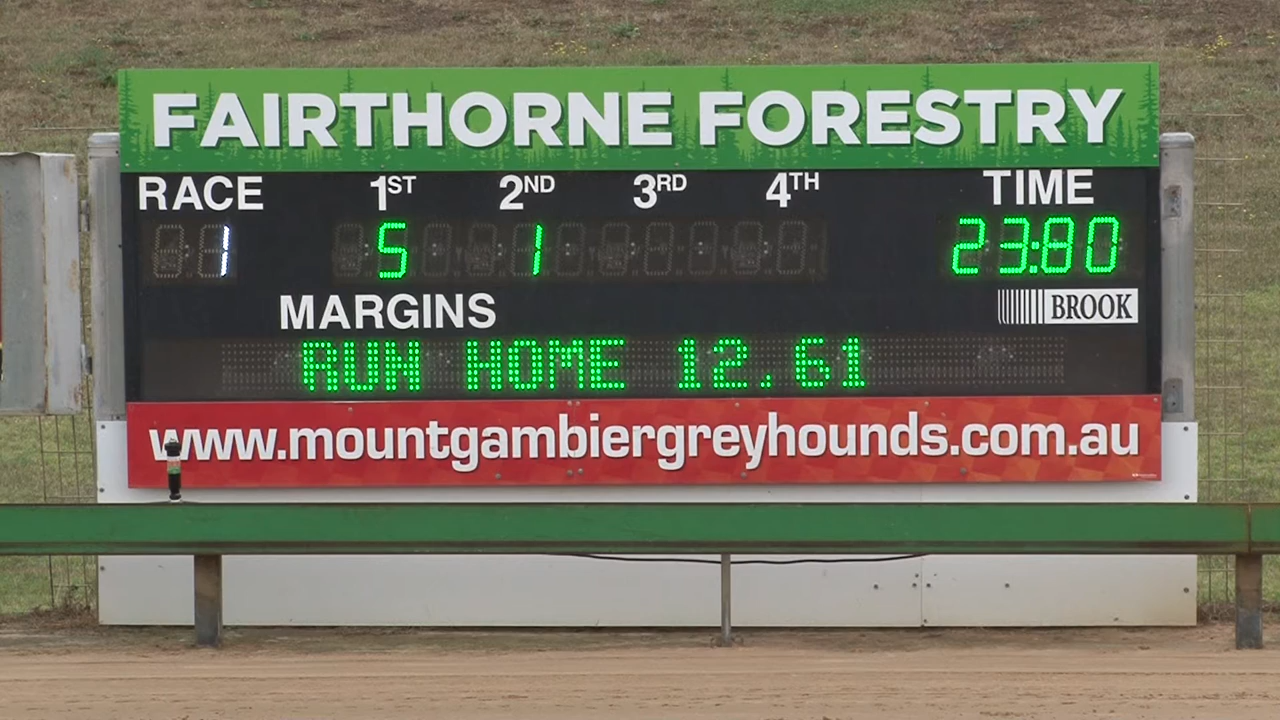 FAIRTHORNE FORESTRY
RACE 1ST 2ND 3RD 4TH TIME
1 5 1 23:80
MARGINS BROOK
RUN HOME 12.61
www.mountgambiergreyhounds.com.au